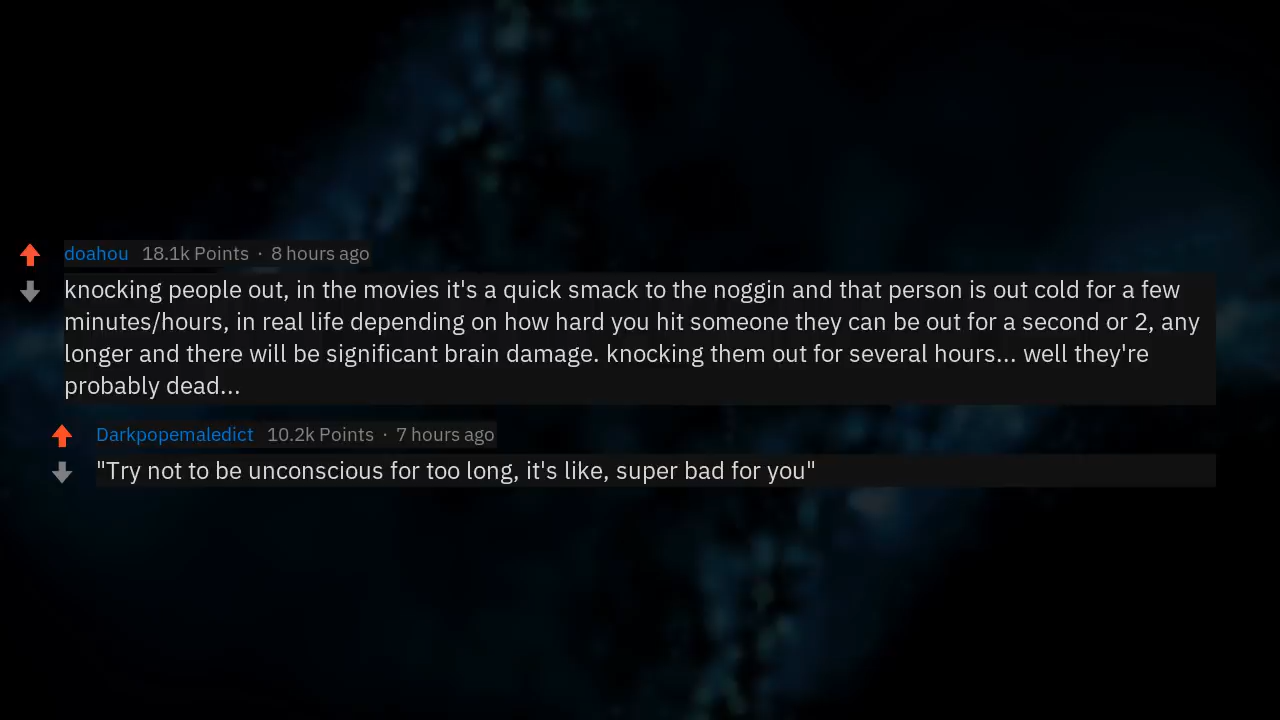 doahou 18.1k Points · 8 hours ago
knocking people out, in the movies it's a quick smack to the noggin and that person is out cold for a few
minutes/hours, in real life depending on how hard you hit someone they can be out for a second or 2, any
longer and there will be significant brain damage. knocking them out for several hours... well they're
probably dead...
Darkpopemaledict 10.2k Points · 7 hours ago
"Try not to be unconscious for too long, it's like, super bad for you"